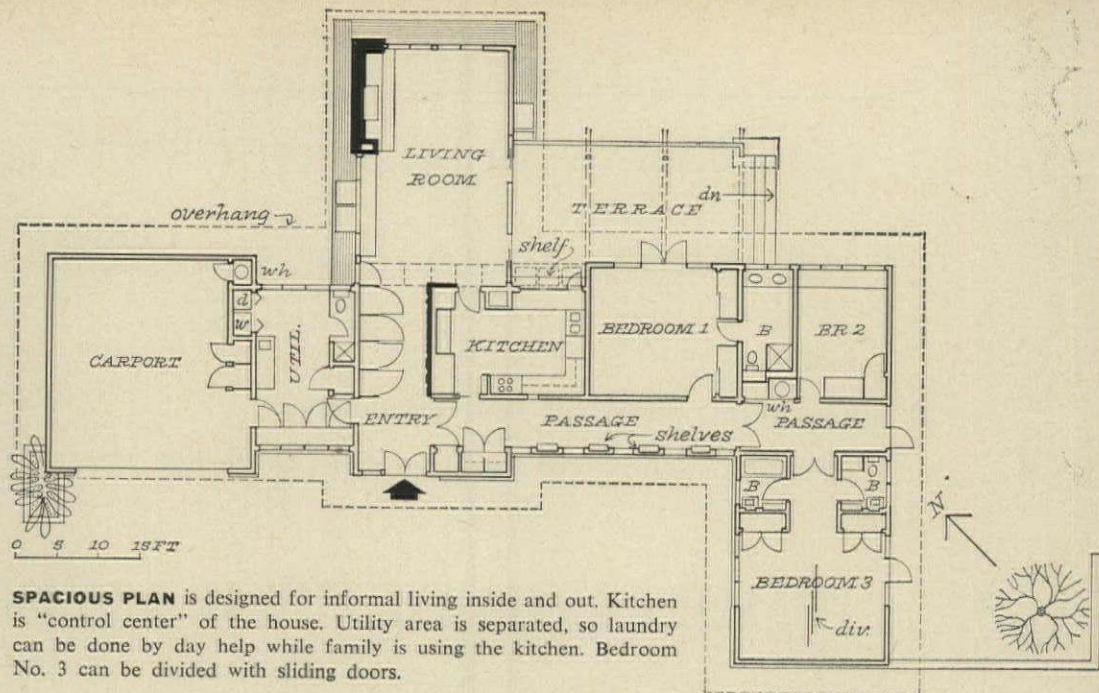 LIVING
ROOM
TERRACE
dn
overhang
shelf
wh
d
w
UTIL.
CARPORT
KITCHEN
BEDROOM 1
B
BR 2
wh
ENTRY
PASSAGE
shelves
PASSAGE
B
B
N
BEDROOM 3
div.
0 5 10 15 FT
SPACIOUS PLAN is designed for informal living inside and out. Kitchen
is “control center” of the house. Utility area is separated, so laundry
can be done by day help while family is using the kitchen. Bedroom
No. 3 can be divided with sliding doors.